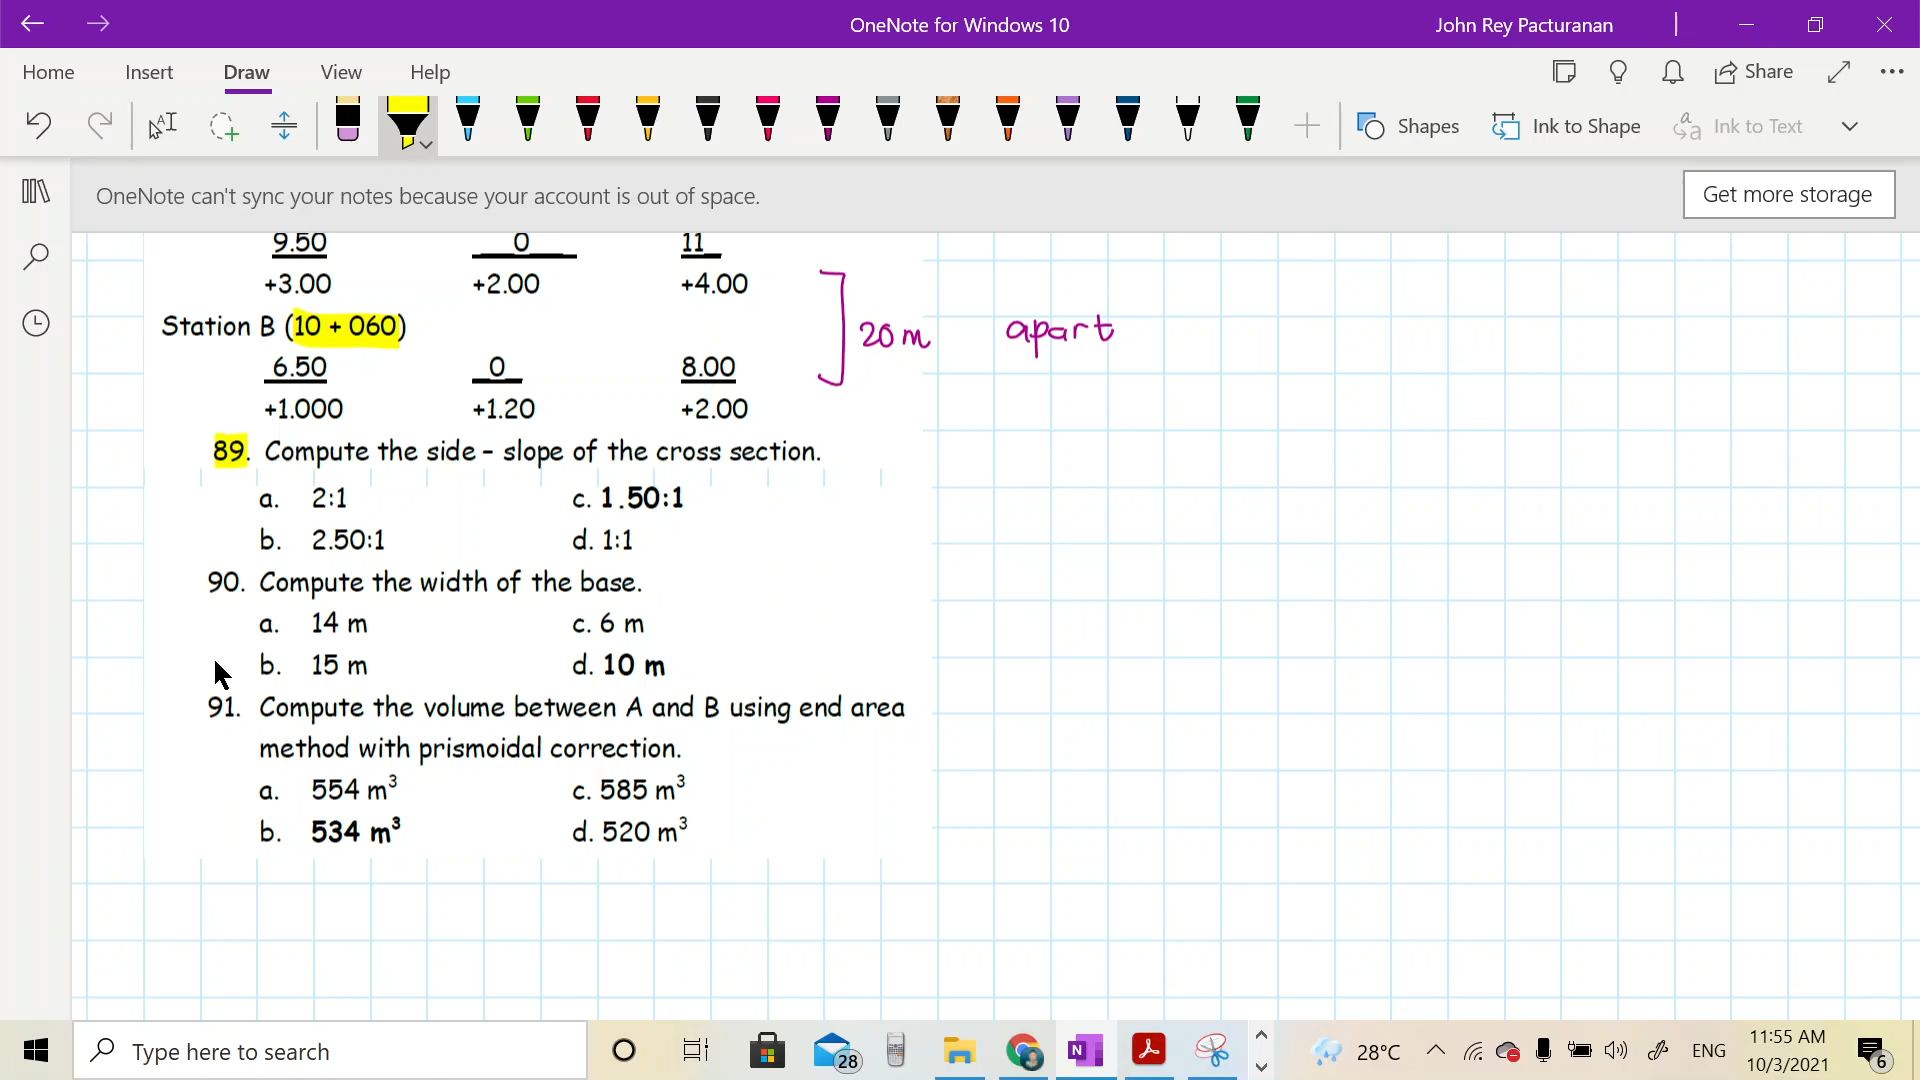 OneNote for Windows 10
John Rey Pacturanan
Home Insert Draw View Help
Share
Shapes Ink to Shape Ink to Text
OneNote can't sync your notes because your account is out of space.
Get more storage
9.50 0 11
+3.00 +2.00 +4.00
Station B (10 + 060)
20 m apart
6.50 0 8.00
+1.000 +1.20 +2.00
89. Compute the side – slope of the cross section.
a. 2:1 c. 1.50:1
b. 2.50:1 d. 1:1
90. Compute the width of the base.
a. 14 m c. 6 m
b. 15 m d. 10 m
91. Compute the volume between A and B using end area
method with prismoidal correction.
a. 554 m³ c. 585 m³
b. 534 m³ d. 520 m³
Type here to search
28
28°C
ENG
11:55 AM
10/3/2021
6